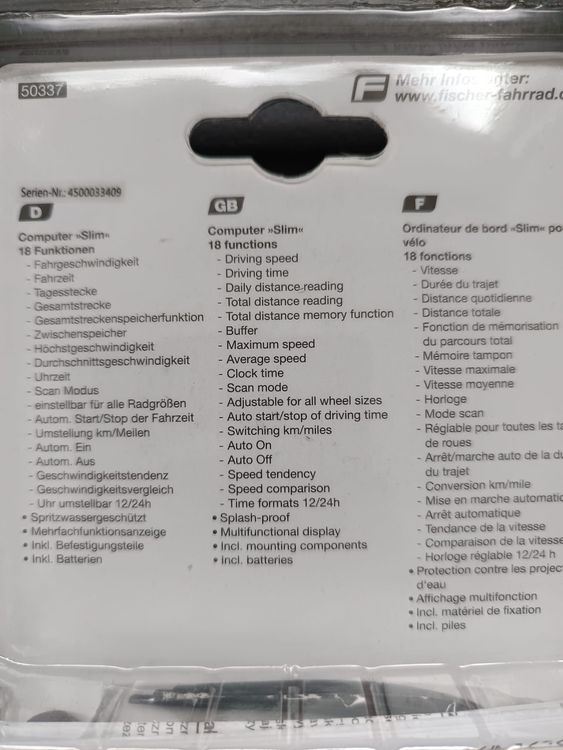 50337
Mehr Infos unter:
www.fischer-fahrrad.
Serien-Nr.: 4500033409
D
Computer »Slim«
18 Funktionen
- Fahrgeschwindigkeit
- Fahrzeit
- Tagesstecke
- Gesamtstrecke
- Gesamtstreckenspeicherfunktion
- Zwischenspeicher
- Höchstgeschwindigkeit
- Durchschnittsgeschwindigkeit
- Uhrzeit
- Scan Modus
- einstellbar für alle Radgrößen
- Autom. Start/Stop der Fahrzeit
- Umstellung km/Meilen
- Autom. Ein
- Autom. Aus
- Geschwindigkeitstendenz
- Geschwindigkeitsvergleich
- Uhr umstellbar 12/24h
• Spritzwassergeschützt
• Mehrfachfunktionsanzeige
• Inkl. Befestigungsteile
• Inkl. Batterien
GB
Computer »Slim«
18 functions
- Driving speed
- Driving time
- Daily distance-reading
- Total distance reading
- Total distance memory function
- Buffer
- Maximum speed
- Average speed
- Clock time
- Scan mode
- Adjustable for all wheel sizes
- Auto start/stop of driving time
- Switching km/miles
- Auto On
- Auto Off
- Speed tendency
- Speed comparison
- Time formats 12/24h
• Splash-proof
• Multifunctional display
• Incl. mounting components
• Incl. batteries
F
Ordinateur de bord »Slim« po
vélo
18 fonctions
- Vitesse
- Durée du trajet
- Distance quotidienne
- Distance totale
- Fonction de mémorisation
du parcours total
- Mémoire tampon
- Vitesse maximale
- Vitesse moyenne
- Horloge
- Mode scan
- Réglable pour toutes les ta
de roues
- Arrêt/marche auto de la du
du trajet
- Conversion km/mile
- Mise en marche automatic
- Arrêt automatique
- Tendance de la vitesse
- Comparaison de la vitesse
- Horloge réglable 12/24 h
• Protection contre les project
d'eau
• Affichage multifonction
• Incl. matériel de fixation
• Incl. piles